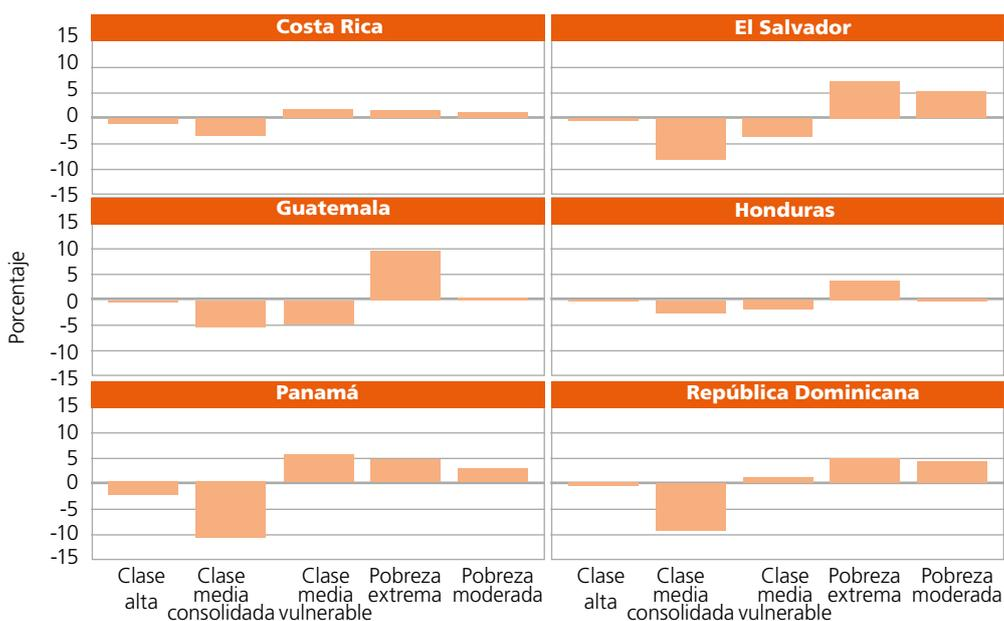 Costa Rica
El Salvador
15
10
5
0
-5
-10
-15
Guatemala
Honduras
15
10
5
0
-5
-10
-15
Panamá
República Dominicana
15
10
5
0
-5
-10
-15
Porcentaje
Clase alta
Clase media consolidada
Clase media vulnerable
Pobreza extrema
Pobreza moderada
Clase alta
Clase media consolidada
Clase media vulnerable
Pobreza extrema
Pobreza moderada